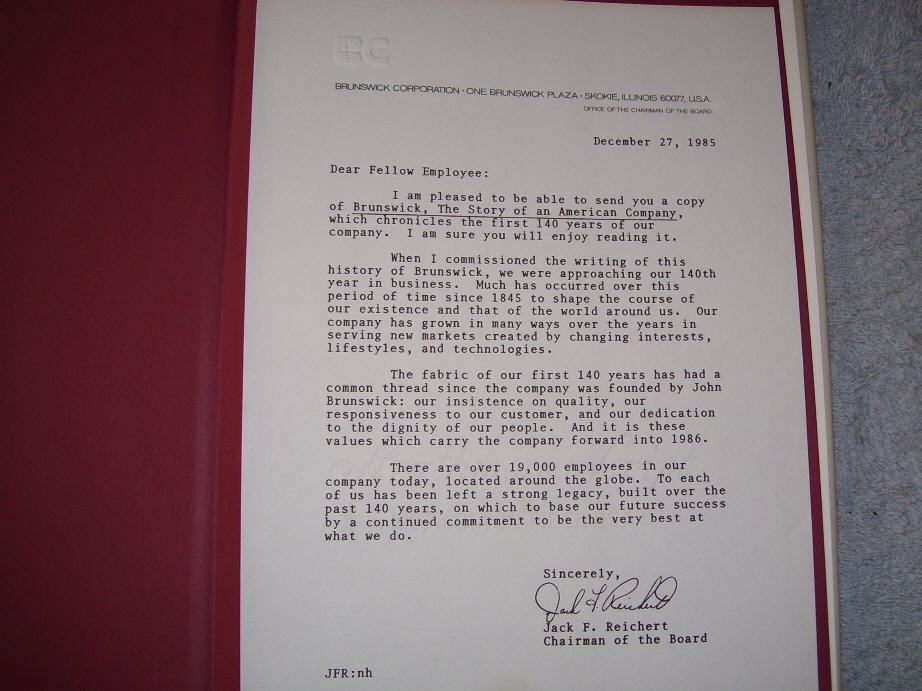 BC
BRUNSWICK CORPORATION · ONE BRUNSWICK PLAZA · SKOKIE, ILLINOIS 60077, U.S.A.
OFFICE OF THE CHAIRMAN OF THE BOARD
December 27, 1985
Dear Fellow Employee:
I am pleased to be able to send you a copy
of Brunswick, The Story of an American Company,
which chronicles the first 140 years of our
company. I am sure you will enjoy reading it.
When I commissioned the writing of this
history of Brunswick, we were approaching our 140th
year in business. Much has occurred over this
period of time since 1845 to shape the course of
our existence and that of the world around us. Our
company has grown in many ways over the years in
serving new markets created by changing interests,
lifestyles, and technologies.
The fabric of our first 140 years has had a
common thread since the company was founded by John
Brunswick: our insistence on quality, our
responsiveness to our customer, and our dedication
to the dignity of our people. And it is these
values which carry the company forward into 1986.
There are over 19,000 employees in our
company today, located around the globe. To each
of us has been left a strong legacy, built over the
past 140 years, on which to base our future success
by a continued commitment to be the very best at
what we do.
Sincerely,
Jack F. Reichert
Jack F. Reichert
Chairman of the Board
JFR:nh